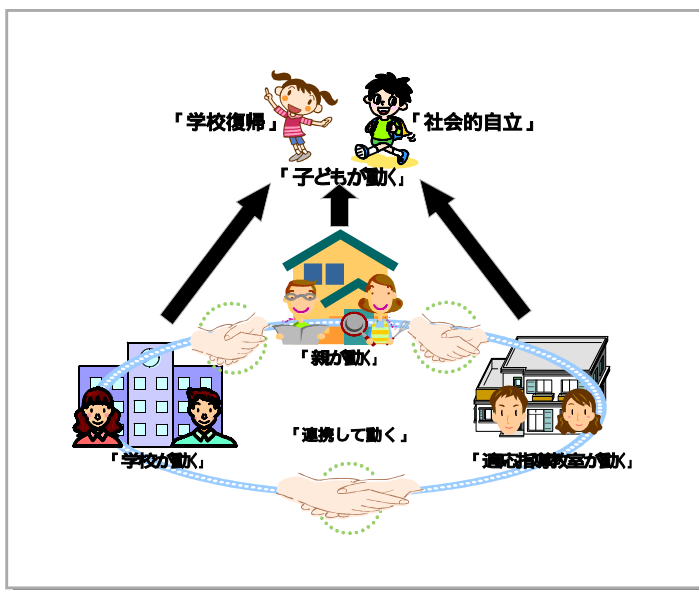 「学校復帰」
「社会的自立」
「子どもが動く」
「親が動く」
「連携して動く」
「学校が動く」
「適応指導教室が動く」